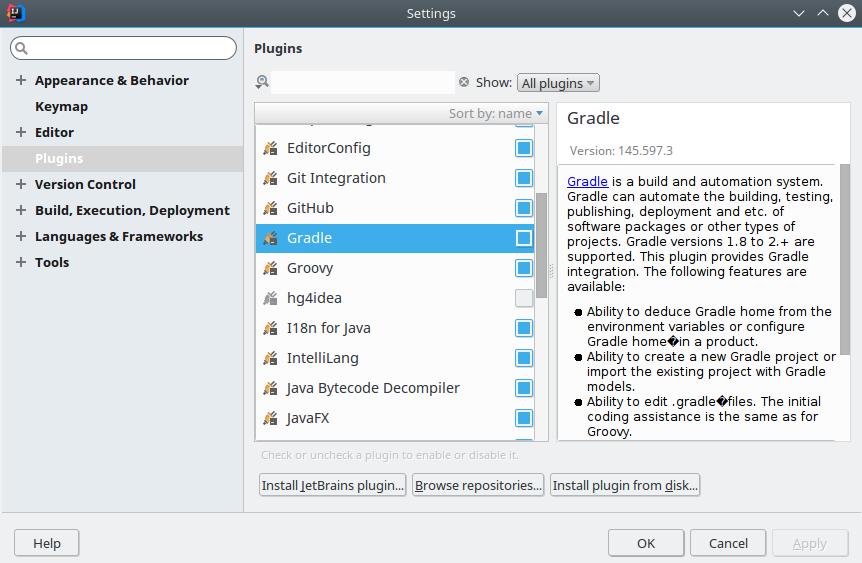 Settings
Appearance & Behavior
Keymap
Editor
Plugins
Version Control
Build, Execution, Deployment
Languages & Frameworks
Tools
Plugins
Show: All plugins
Sort by: name
EditorConfig
Git Integration
GitHub
Gradle
Groovy
hg4idea
I18n for Java
IntelliLang
Java Bytecode Decompiler
JavaFX
Check or uncheck a plugin to enable or disable it.
Install JetBrains plugin...
Browse repositories...
Install plugin from disk...
Gradle
Version: 145.597.3
Gradle is a build and automation system.
Gradle can automate the building, testing,
publishing, deployment and etc. of
software packages or other types of
projects. Gradle versions 1.8 to 2.+ are
supported. This plugin provides Gradle
integration. The following features are
available:
● Ability to deduce Gradle home from the
environment variables or configure
Gradle home�in a product.
● Ability to create a new Gradle project or
import the existing project with Gradle
models.
● Ability to edit .gradle�files. The initial
coding assistance is the same as for
Groovy.
Help
OK
Cancel
Apply